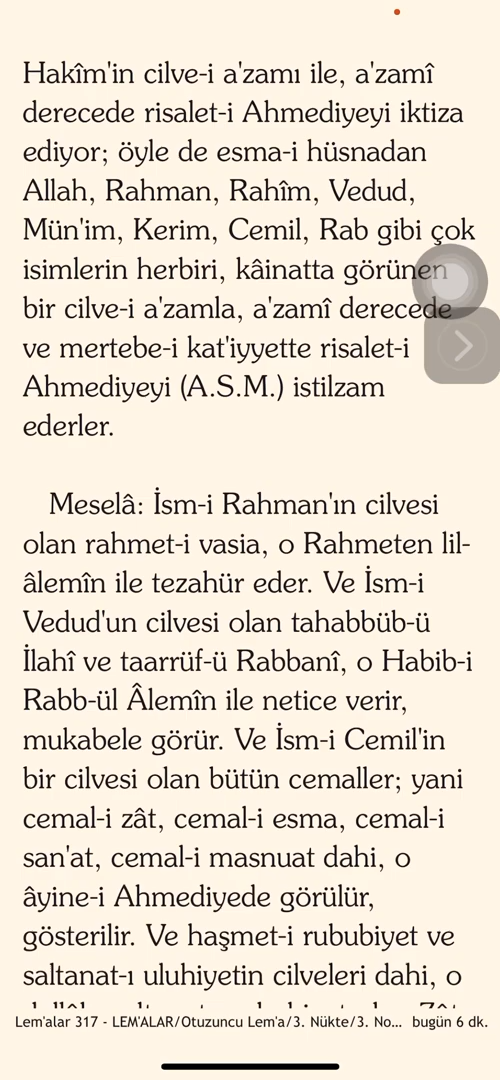 Hakîm'in cilve-i a'zamı ile, a'zamî
derecede risalet-i Ahmediyeyi iktiza
ediyor; öyle de esma-i hüsnadan
Allah, Rahman, Rahîm, Vedud,
Mün'im, Kerim, Cemil, Rab gibi çok
isimlerin herbiri, kâinatta görünen
bir cilve-i a'zamla, a'zamî derecede
ve mertebe-i kat'iyyette risalet-i
Ahmediyeyi (A.S.M.) istilzam
ederler.
Meselâ: İsm-i Rahman'ın cilvesi
olan rahmet-i vasia, o Rahmeten lil-
âlemîn ile tezahür eder. Ve İsm-i
Vedud'un cilvesi olan tahabbüb-ü
İlahî ve taarrüf-ü Rabbanî, o Habib-i
Rabb-ül Âlemîn ile netice verir,
mukabele görür. Ve İsm-i Cemil'in
bir cilvesi olan bütün cemaller; yani
cemal-i zât, cemal-i esma, cemal-i
san'at, cemal-i masnuat dahi, o
âyine-i Ahmediyede görülür,
gösterilir. Ve haşmet-i rububiyet ve
saltanat-ı uluhiyetin cilveleri dahi, o
Lem'alar 317 - LEM'ALAR/Otuzuncu Lem'a/3. Nükte/3. No... bugün 6 dk.